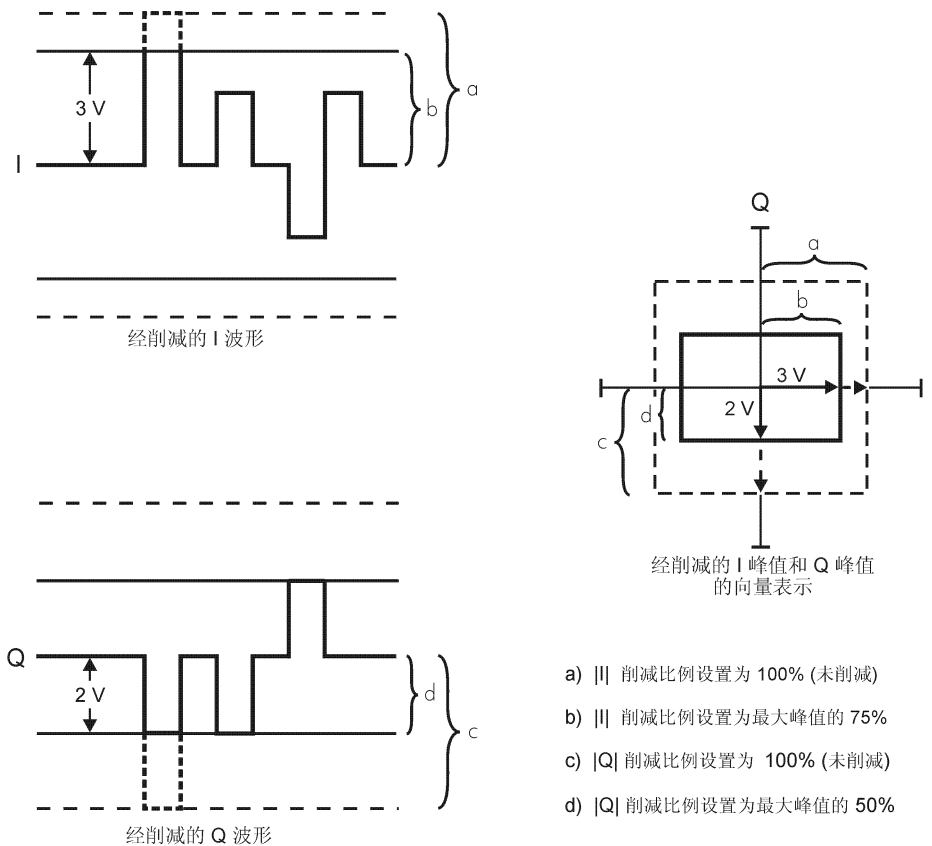 3 V
b
a
I
经削减的 I 波形
Q
a
b
3 V
2 V
d
c
经削减的 I 峰值和 Q 峰值
的向量表示
Q
2 V
d
c
经削减的 Q 波形
a) |I| 削减比例设置为 100% (未削减)
b) |I| 削减比例设置为最大峰值的 75%
c) |Q| 削减比例设置为 100% (未削减)
d) |Q| 削减比例设置为最大峰值的 50%